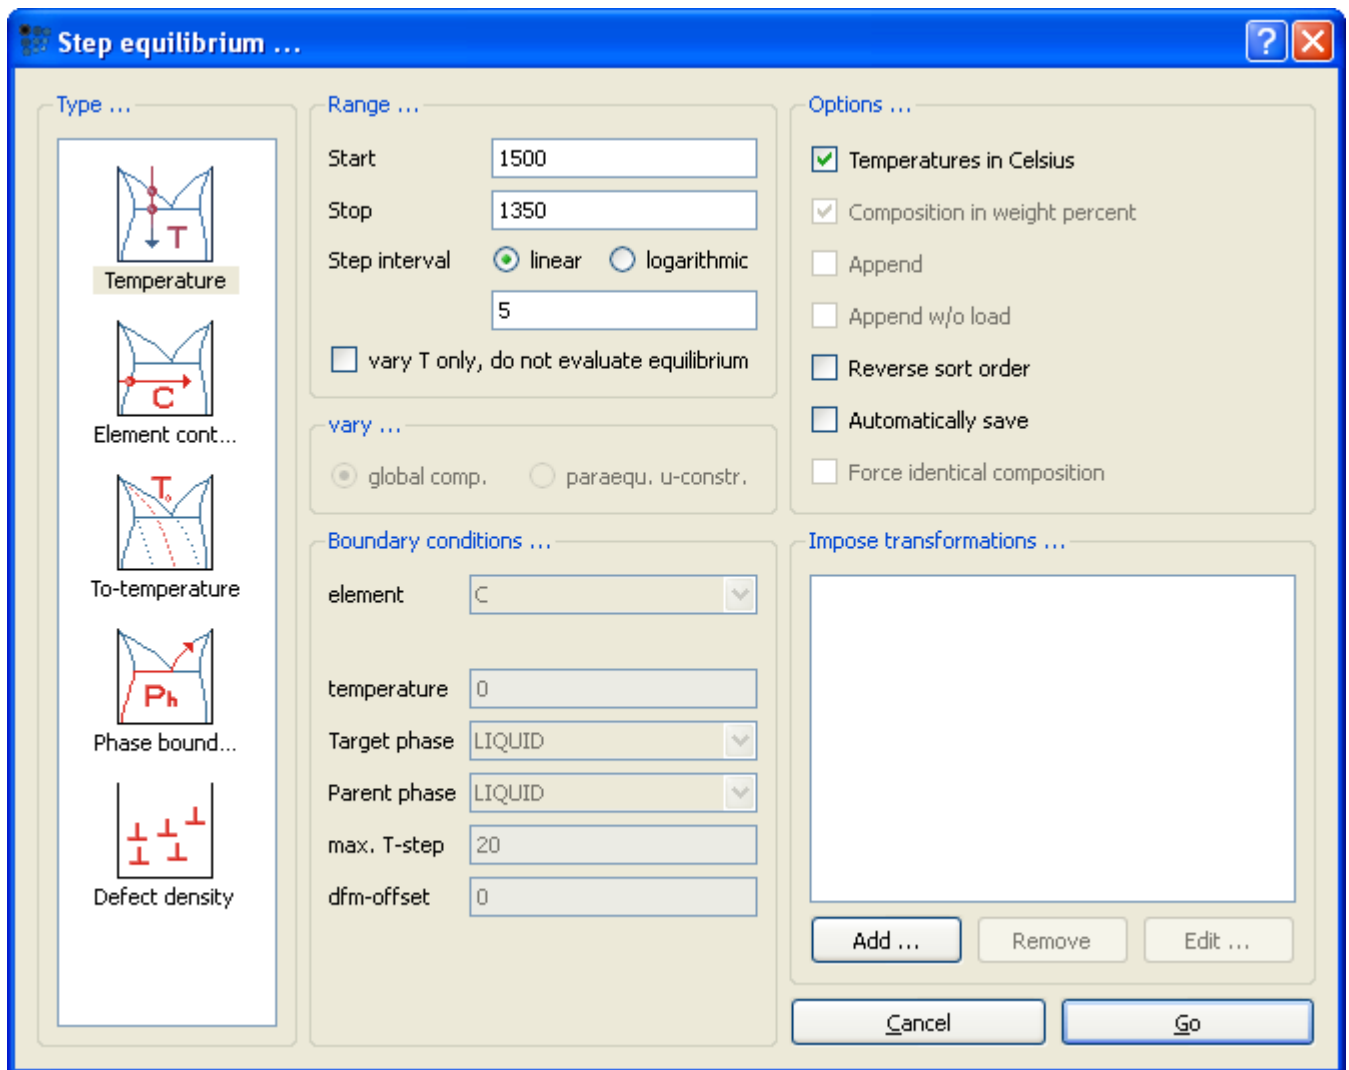 Step equilibrium ...
Type ...
T
Temperature
C
Element cont...
To
To-temperature
Ph
Phase bound...
Defect density
Range ...
Start 1500
Stop 1350
Step interval linear logarithmic
5
vary T only, do not evaluate equilibrium
vary ...
global comp. paraequ. u-constr.
Boundary conditions ...
element C
temperature 0
Target phase LIQUID
Parent phase LIQUID
max. T-step 20
dfm-offset 0
Options ...
Temperatures in Celsius
Composition in weight percent
Append
Append w/o load
Reverse sort order
Automatically save
Force identical composition
Impose transformations ...
Add ... Remove Edit ...
Cancel Go